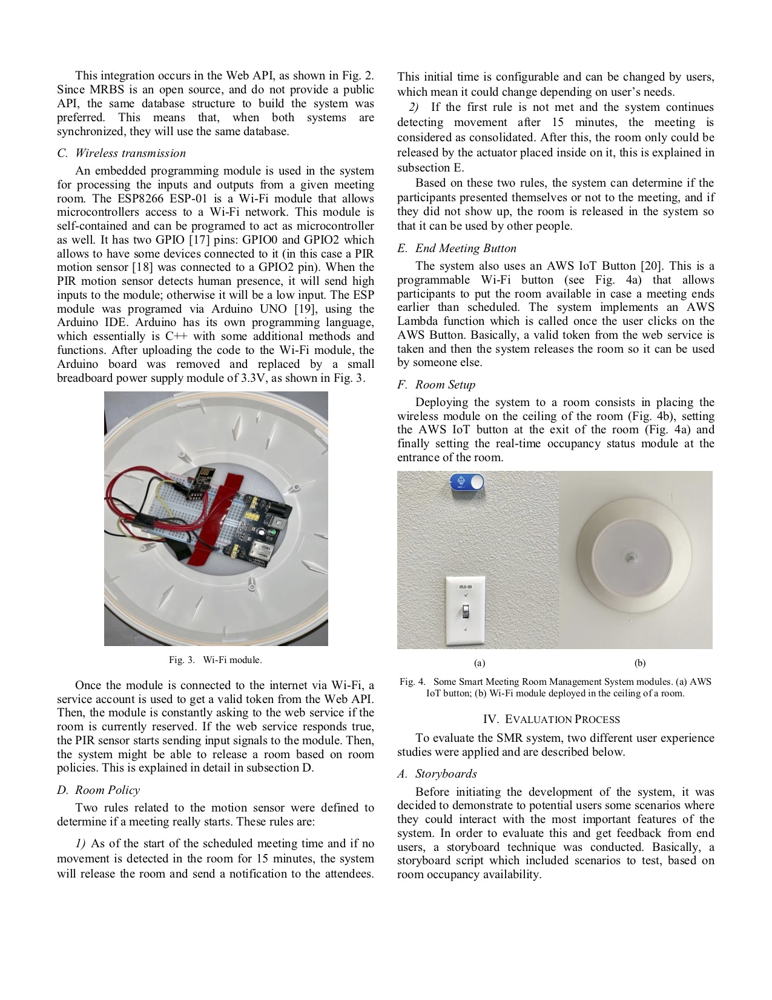 This integration occurs in the Web API, as shown in Fig. 2.
Since MRBS is an open source, and do not provide a public
API, the same database structure to build the system was
preferred. This means that, when both systems are
synchronized, they will use the same database.
C. Wireless transmission
An embedded programming module is used in the system
for processing the inputs and outputs from a given meeting
room. The ESP8266 ESP-01 is a Wi-Fi module that allows
microcontrollers access to a Wi-Fi network. This module is
self-contained and can be programed to act as microcontroller
as well. It has two GPIO [17] pins: GPIO0 and GPIO2 which
allows to have some devices connected to it (in this case a PIR
motion sensor [18] was connected to a GPIO2 pin). When the
PIR motion sensor detects human presence, it will send high
inputs to the module; otherwise it will be a low input. The ESP
module was programed via Arduino UNO [19], using the
Arduino IDE. Arduino has its own programming language,
which essentially is C++ with some additional methods and
functions. After uploading the code to the Wi-Fi module, the
Arduino board was removed and replaced by a small
breadboard power supply module of 3.3V, as shown in Fig. 3.
Fig. 3. Wi-Fi module.
Once the module is connected to the internet via Wi-Fi, a
service account is used to get a valid token from the Web API.
Then, the module is constantly asking to the web service if the
room is currently reserved. If the web service responds true,
the PIR sensor starts sending input signals to the module. Then,
the system might be able to release a room based on room
policies. This is explained in detail in subsection D.
D. Room Policy
Two rules related to the motion sensor were defined to
determine if a meeting really starts. These rules are:
1) As of the start of the scheduled meeting time and if no
movement is detected in the room for 15 minutes, the system
will release the room and send a notification to the attendees.
This initial time is configurable and can be changed by users,
which mean it could change depending on user's needs.
2) If the first rule is not met and the system continues
detecting movement after 15 minutes, the meeting is
considered as consolidated. After this, the room only could be
released by the actuator placed inside on it, this is explained in
subsection E.
Based on these two rules, the system can determine if the
participants presented themselves or not to the meeting, and if
they did not show up, the room is released in the system so
that it can be used by other people.
E. End Meeting Button
The system also uses an AWS IoT Button [20]. This is a
programmable Wi-Fi button (see Fig. 4a) that allows
participants to put the room available in case a meeting ends
earlier than scheduled. The system implements an AWS
Lambda function which is called once the user clicks on the
AWS Button. Basically, a valid token from the web service is
taken and then the system releases the room so it can be used
by someone else.
F. Room Setup
Deploying the system to a room consists in placing the
wireless module on the ceiling of the room (Fig. 4b), setting
the AWS IoT button at the exit of the room (Fig. 4a) and
finally setting the real-time occupancy status module at the
entrance of the room.
(a) (b)
Fig. 4. Some Smart Meeting Room Management System modules. (a) AWS
IoT button; (b) Wi-Fi module deployed in the ceiling of a room.
IV. EVALUATION PROCESS
To evaluate the SMR system, two different user experience
studies were applied and are described below.
A. Storyboards
Before initiating the development of the system, it was
decided to demonstrate to potential users some scenarios where
they could interact with the most important features of the
system. In order to evaluate this and get feedback from end
users, a storyboard technique was conducted. Basically, a
storyboard script which included scenarios to test, based on
room occupancy availability.